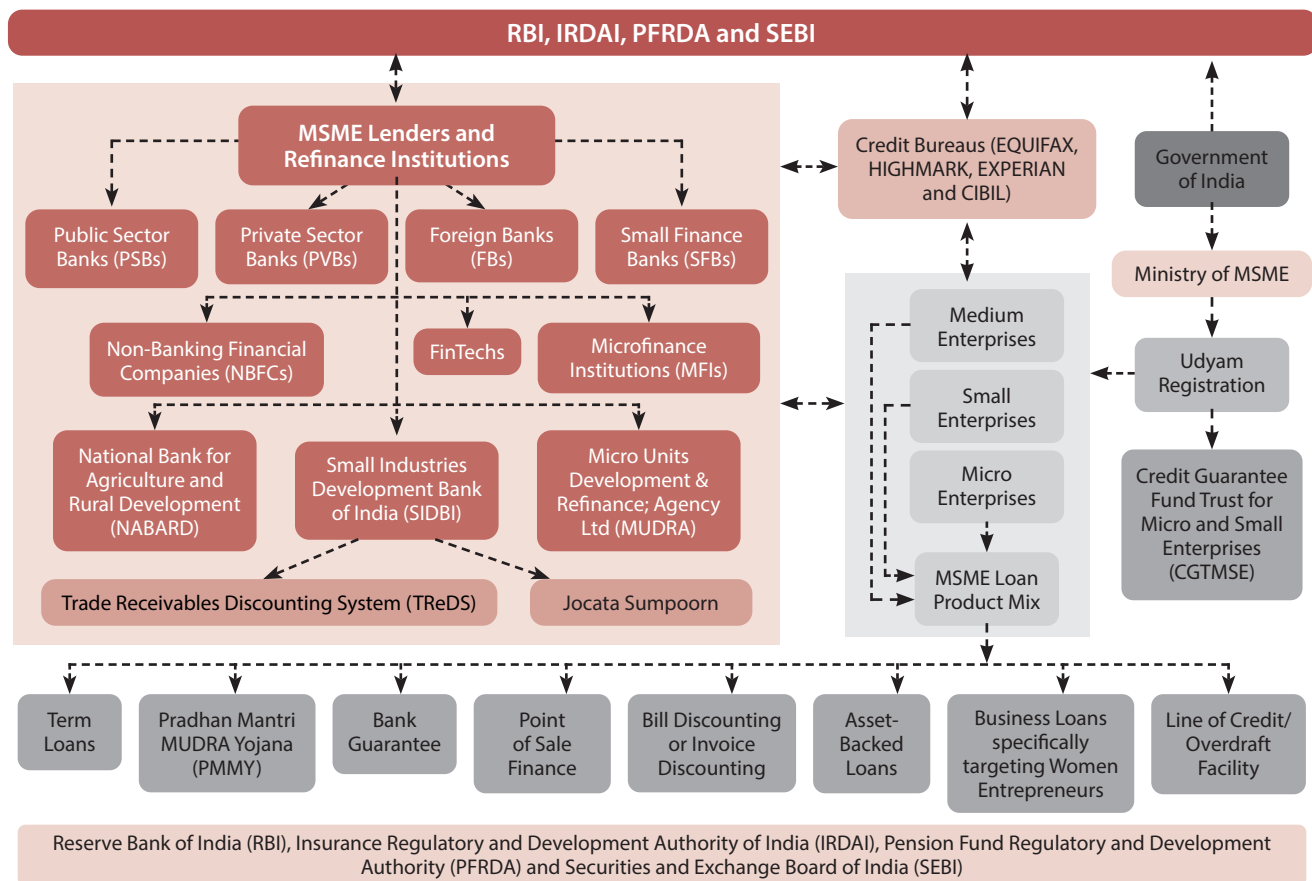 RBI, IRDAI, PFRDA and SEBI
MSME Lenders and
Refinance Institutions
Credit Bureaus (EQUIFAX,
HIGHMARK, EXPERIAN
and CIBIL)
Government
of India
Public Sector
Banks (PSBs)
Private Sector
Banks (PVBs)
Foreign Banks
(FBs)
Small Finance
Banks (SFBs)
Ministry of MSME
Non-Banking Financial
Companies (NBFCs)
FinTechs
Microfinance
Institutions (MFIs)
Medium
Enterprises
Udyam
Registration
Small
Enterprises
National Bank for
Agriculture and
Rural Development
(NABARD)
Small Industries
Development Bank
of India (SIDBI)
Micro Units
Development &
Refinance; Agency
Ltd (MUDRA)
Micro
Enterprises
Credit Guarantee
Fund Trust for
Micro and Small
Enterprises
(CGTMSE)
Trade Receivables Discounting System (TReDS)
Jocata Sumpoorn
MSME Loan
Product Mix
Term
Loans
Pradhan Mantri
MUDRA Yojana
(PMMY)
Bank
Guarantee
Point
of Sale
Finance
Bill Discounting
or Invoice
Discounting
Asset-
Backed
Loans
Business Loans
specifically
targeting Women
Entrepreneurs
Line of Credit/
Overdraft
Facility
Reserve Bank of India (RBI), Insurance Regulatory and Development Authority of India (IRDAI), Pension Fund Regulatory and Development
Authority (PFRDA) and Securities and Exchange Board of India (SEBI)